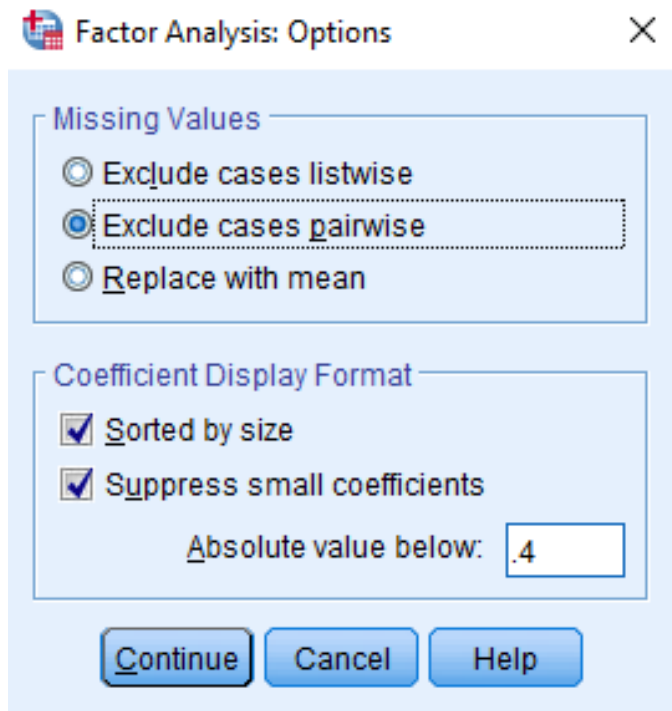 Factor Analysis: Options
Missing Values
Exclude cases listwise
Exclude cases pairwise
Replace with mean
Coefficient Display Format
Sorted by size
Suppress small coefficients
Absolute value below: .4
Continue Cancel Help